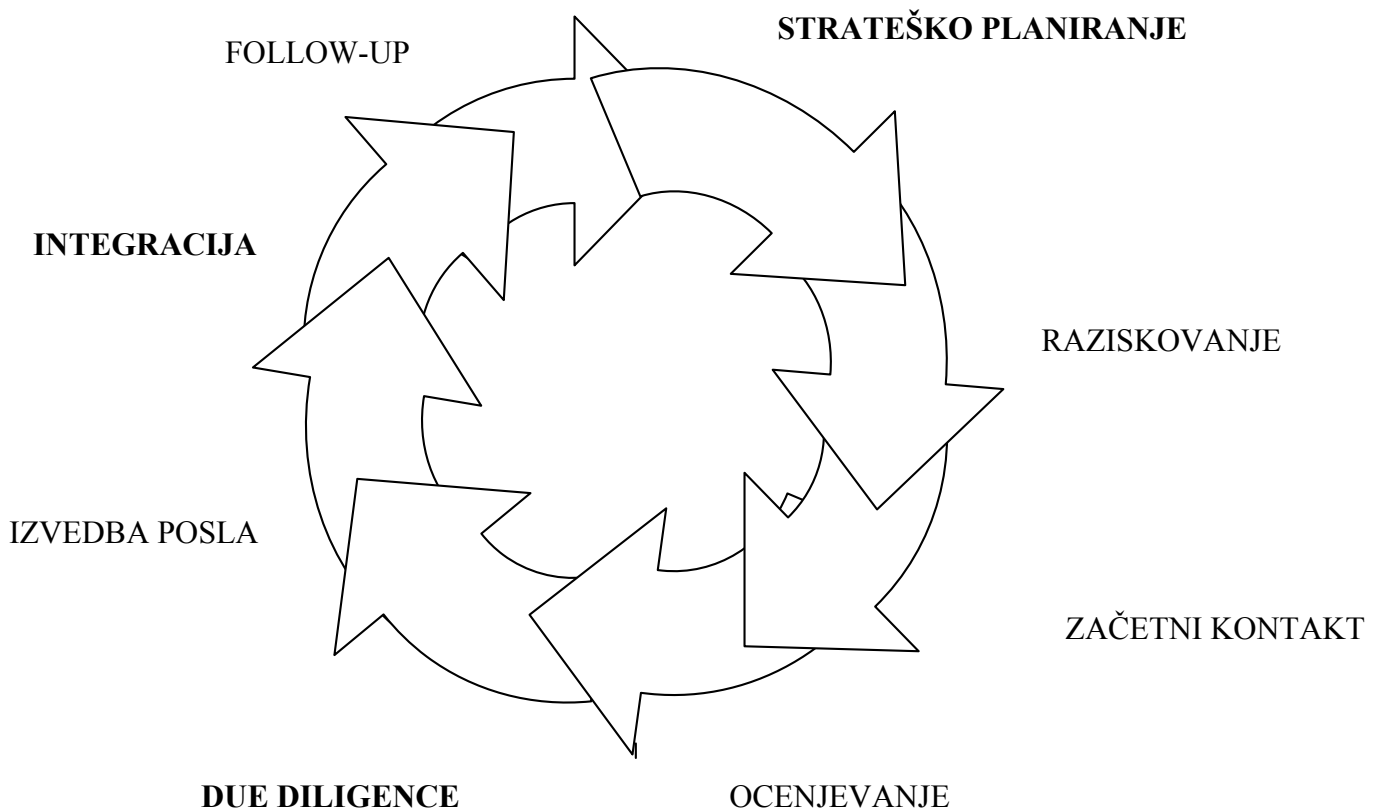 FOLLOW-UP
STRATEŠKO PLANIRANJE
INTEGRACIJA
RAZISKOVANJE
IZVEDBA POSLA
ZAČETNI KONTAKT
DUE DILIGENCE
OCENJEVANJE